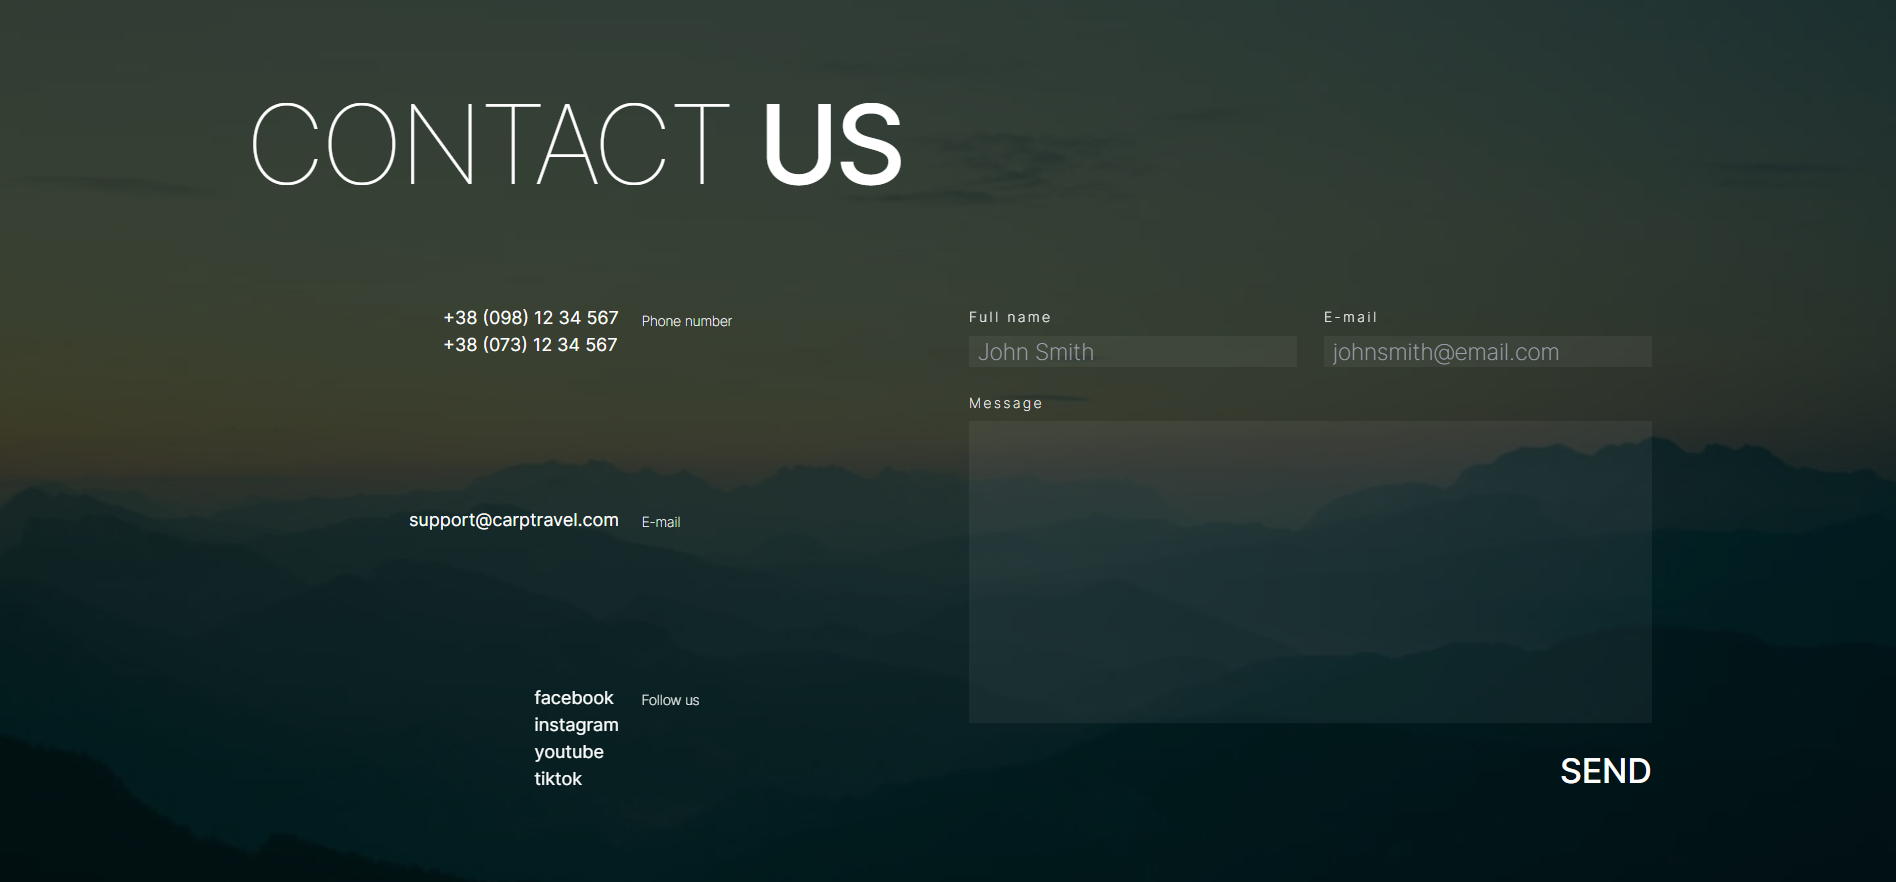 CONTACT US
+38 (098) 12 34 567 Phone number
+38 (073) 12 34 567
support@carptravel.com E-mail
facebook Follow us
instagram
youtube
tiktok
Full name
John Smith
E-mail
johnsmith@email.com
Message
SEND